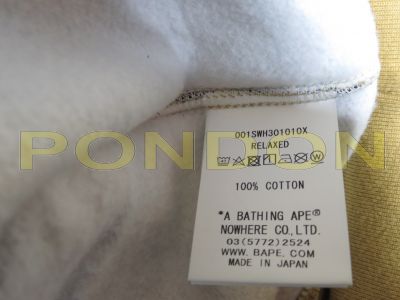 001SWH301010X
RELAXED
100% COTTON
PONDON
*A BATHING APE®
NOWHERE CO,LTD.
03(5772)2524
WWW.BAPE.COM
MADE IN JAPAN